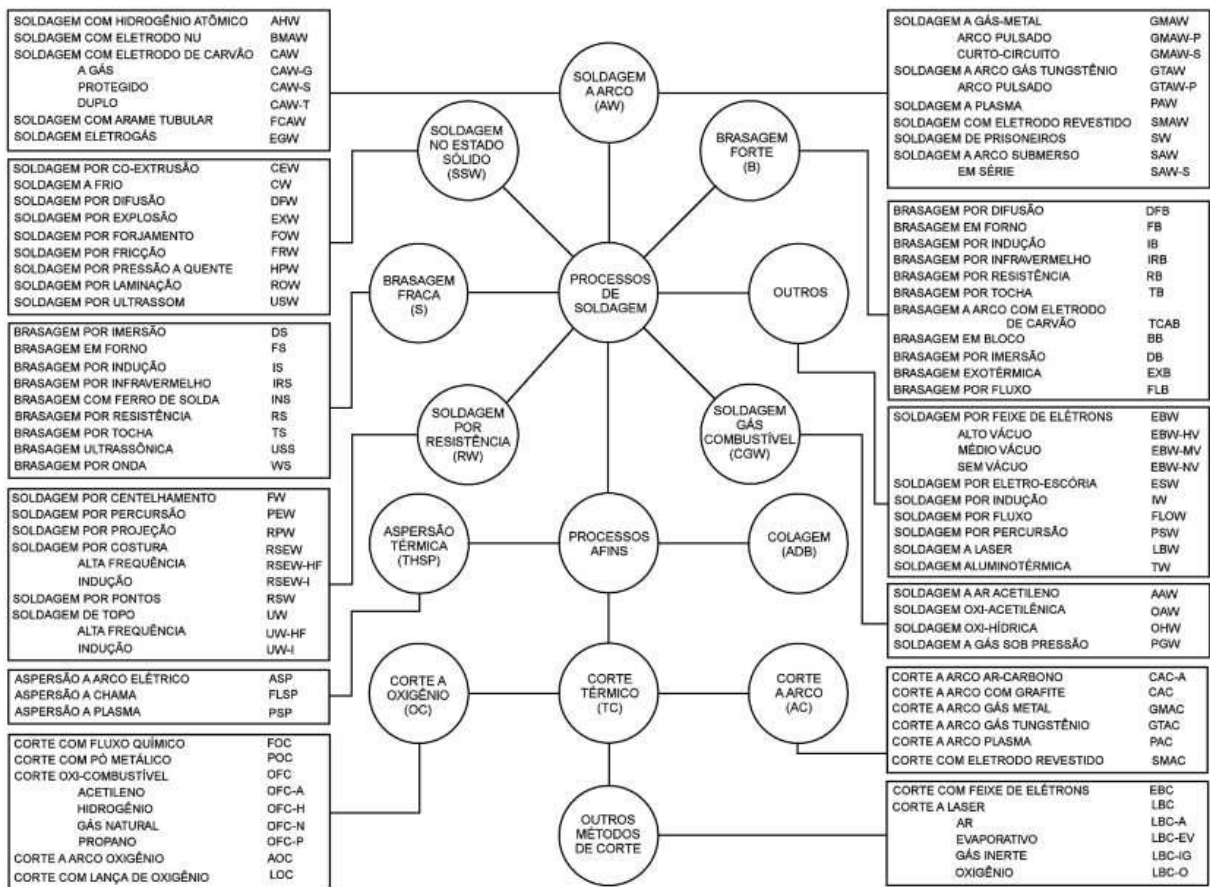 SOLDAGEM COM HIDROGÊNIO ATÔMICO AHW
SOLDAGEM COM ELETRODO NU BMAW
SOLDAGEM COM ELETRODO DE CARVÃO CAW
A GÁS CAW-G
PROTEGIDO CAW-S
DUPLO CAW-T
SOLDAGEM COM ARAME TUBULAR FCAW
SOLDAGEM ELETROGÁS EGW
SOLDAGEM POR CO-EXTRUSÃO CEW
SOLDAGEM A FRIO CW
SOLDAGEM POR DIFUSÃO DFW
SOLDAGEM POR EXPLOSÃO EXW
SOLDAGEM POR FORJAMENTO FOW
SOLDAGEM POR FRICÇÃO FRW
SOLDAGEM POR PRESSÃO A QUENTE HPW
SOLDAGEM POR LAMINAÇÃO ROW
SOLDAGEM POR ULTRASSOM USW
BRASAGEM POR IMERSÃO DS
BRASAGEM EM FORNO FS
BRASAGEM POR INDUÇÃO IS
BRASAGEM POR INFRAVERMELHO IRS
BRASAGEM COM FERRO DE SOLDA INS
BRASAGEM POR RESISTÊNCIA RS
BRASAGEM POR TOCHA TS
BRASAGEM ULTRASSÔNICA USS
BRASAGEM POR ONDA WS
SOLDAGEM POR CENTELHAMENTO FW
SOLDAGEM POR PERCURSÃO PEW
SOLDAGEM POR PROJEÇÃO RPW
SOLDAGEM POR COSTURA RSEW
ALTA FREQUÊNCIA RSEW-HF
INDUÇÃO RSEW-I
SOLDAGEM POR PONTOS RSW
SOLDAGEM DE TOPO UW
ALTA FREQUÊNCIA UW-HF
INDUÇÃO UW-I
ASPERSÃO A ARCO ELÉTRICO ASP
ASPERSÃO A CHAMA FLSP
ASPERSÃO A PLASMA PSP
CORTE COM FLUXO QUÍMICO FOC
CORTE COM PÓ METÁLICO POC
CORTE OXI-COMBUSTÍVEL OFC
ACETILENO OFC-A
HIDROGÊNIO OFC-H
GÁS NATURAL OFC-N
PROPANO OFC-P
CORTE A ARCO OXIGÊNIO AOC
CORTE COM LANÇA DE OXIGÊNIO LOC
SOLDAGEM
A ARCO
(AW)
SOLDAGEM
NO ESTADO
SÓLIDO
(SSW)
BRASAGEM
FORTE
(B)
BRASAGEM
FRACA
(S)
PROCESSOS
DE
SOLDAGEM
OUTROS
SOLDAGEM
POR
RESISTÊNCIA
(RW)
SOLDAGEM
GÁS
COMBUSTÍVEL
(CGW)
ASPERSÃO
TÉRMICA
(THSP)
PROCESSOS
AFINS
COLAGEM
(ADB)
CORTE A
OXIGÊNIO
(OC)
CORTE
TÉRMICO
(TC)
CORTE
A ARCO
(AC)
OUTROS
MÉTODOS
DE CORTE
SOLDAGEM A GÁS-METAL GMAW
ARCO PULSADO GMAW-P
CURTO-CIRCUITO GMAW-S
SOLDAGEM A ARCO GÁS TUNGSTÊNIO GTAW
ARCO PULSADO GTAW-P
SOLDAGEM A PLASMA PAW
SOLDAGEM COM ELETRODO REVESTIDO SMAW
SOLDAGEM DE PRISONEIROS SW
SOLDAGEM A ARCO SUBMERSO SAW
EM SÉRIE SAW-S
BRASAGEM POR DIFUSÃO DFB
BRASAGEM EM FORNO FB
BRASAGEM POR INDUÇÃO IB
BRASAGEM POR INFRAVERMELHO IRB
BRASAGEM POR RESISTÊNCIA RB
BRASAGEM POR TOCHA TB
BRASAGEM A ARCO COM ELETRODO
DE CARVÃO TCAB
BRASAGEM EM BLOCO BB
BRASAGEM POR IMERSÃO DB
BRASAGEM EXOTÉRMICA EXB
BRASAGEM POR FLUXO FLB
SOLDAGEM POR FEIXE DE ELÉTRONS EBW
ALTO VÁCUO EBW-HV
MÉDIO VÁCUO EBW-MV
SEM VÁCUO EBW-NV
SOLDAGEM POR ELETRO-ESCÓRIA ESW
SOLDAGEM POR INDUÇÃO IW
SOLDAGEM POR FLUXO FLOW
SOLDAGEM POR PERCURSÃO PSW
SOLDAGEM A LASER LBW
SOLDAGEM ALUMINOTÉRMICA TW
SOLDAGEM A AR ACETILENO AAW
SOLDAGEM OXI-ACETILÊNICA OAW
SOLDAGEM OXI-HÍDRICA OHW
SOLDAGEM A GÁS SOB PRESSÃO PGW
CORTE A ARCO AR-CARBONO CAC-A
CORTE A ARCO COM GRAFITE CAC
CORTE A ARCO GÁS METAL GMAC
CORTE A ARCO GÁS TUNGSTÊNIO GTAC
CORTE A ARCO PLASMA PAC
CORTE COM ELETRODO REVESTIDO SMAC
CORTE COM FEIXE DE ELÉTRONS EBC
CORTE A LASER LBC
AR LBC-A
EVAPORATIVO LBC-EV
GÁS INERTE LBC-IG
OXIGÊNIO LBC-O